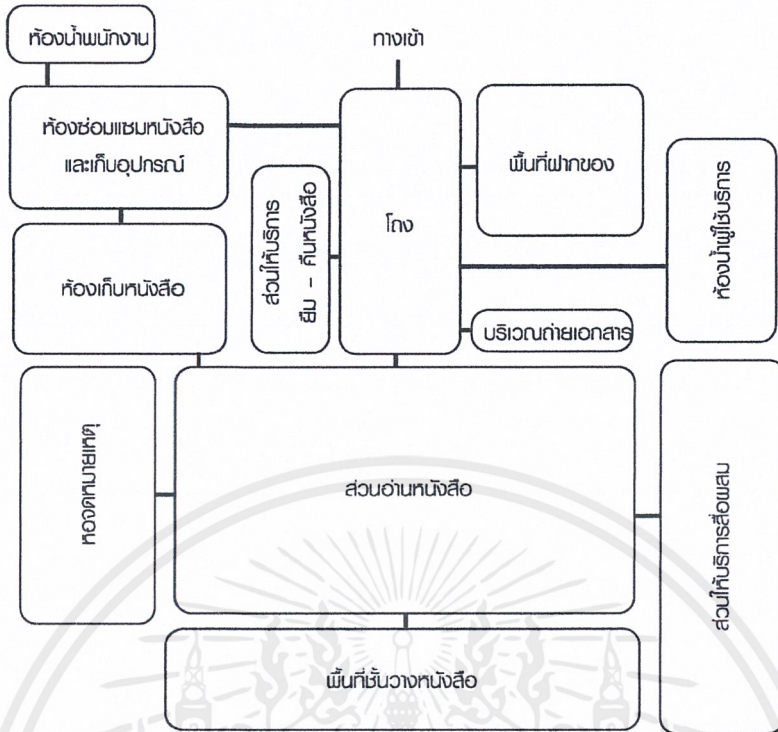 ห้องน้ำพนักงาน
ทางเข้า
ห้องซ่อมแซมหนังสือ
และเก็บอุปกรณ์
พื้นที่ฝากของ
ห้องน้ำผู้ใช้บริการ
ส่วนให้บริการ
ยืม - คืนหนังสือ
โถง
ห้องเก็บหนังสือ
บริเวณถ่ายเอกสาร
หอจดหมายเหตุ
ส่วนอ่านหนังสือ
ส่วนให้บริการสื่อผสม
พื้นที่ชั้นวางหนังสือ